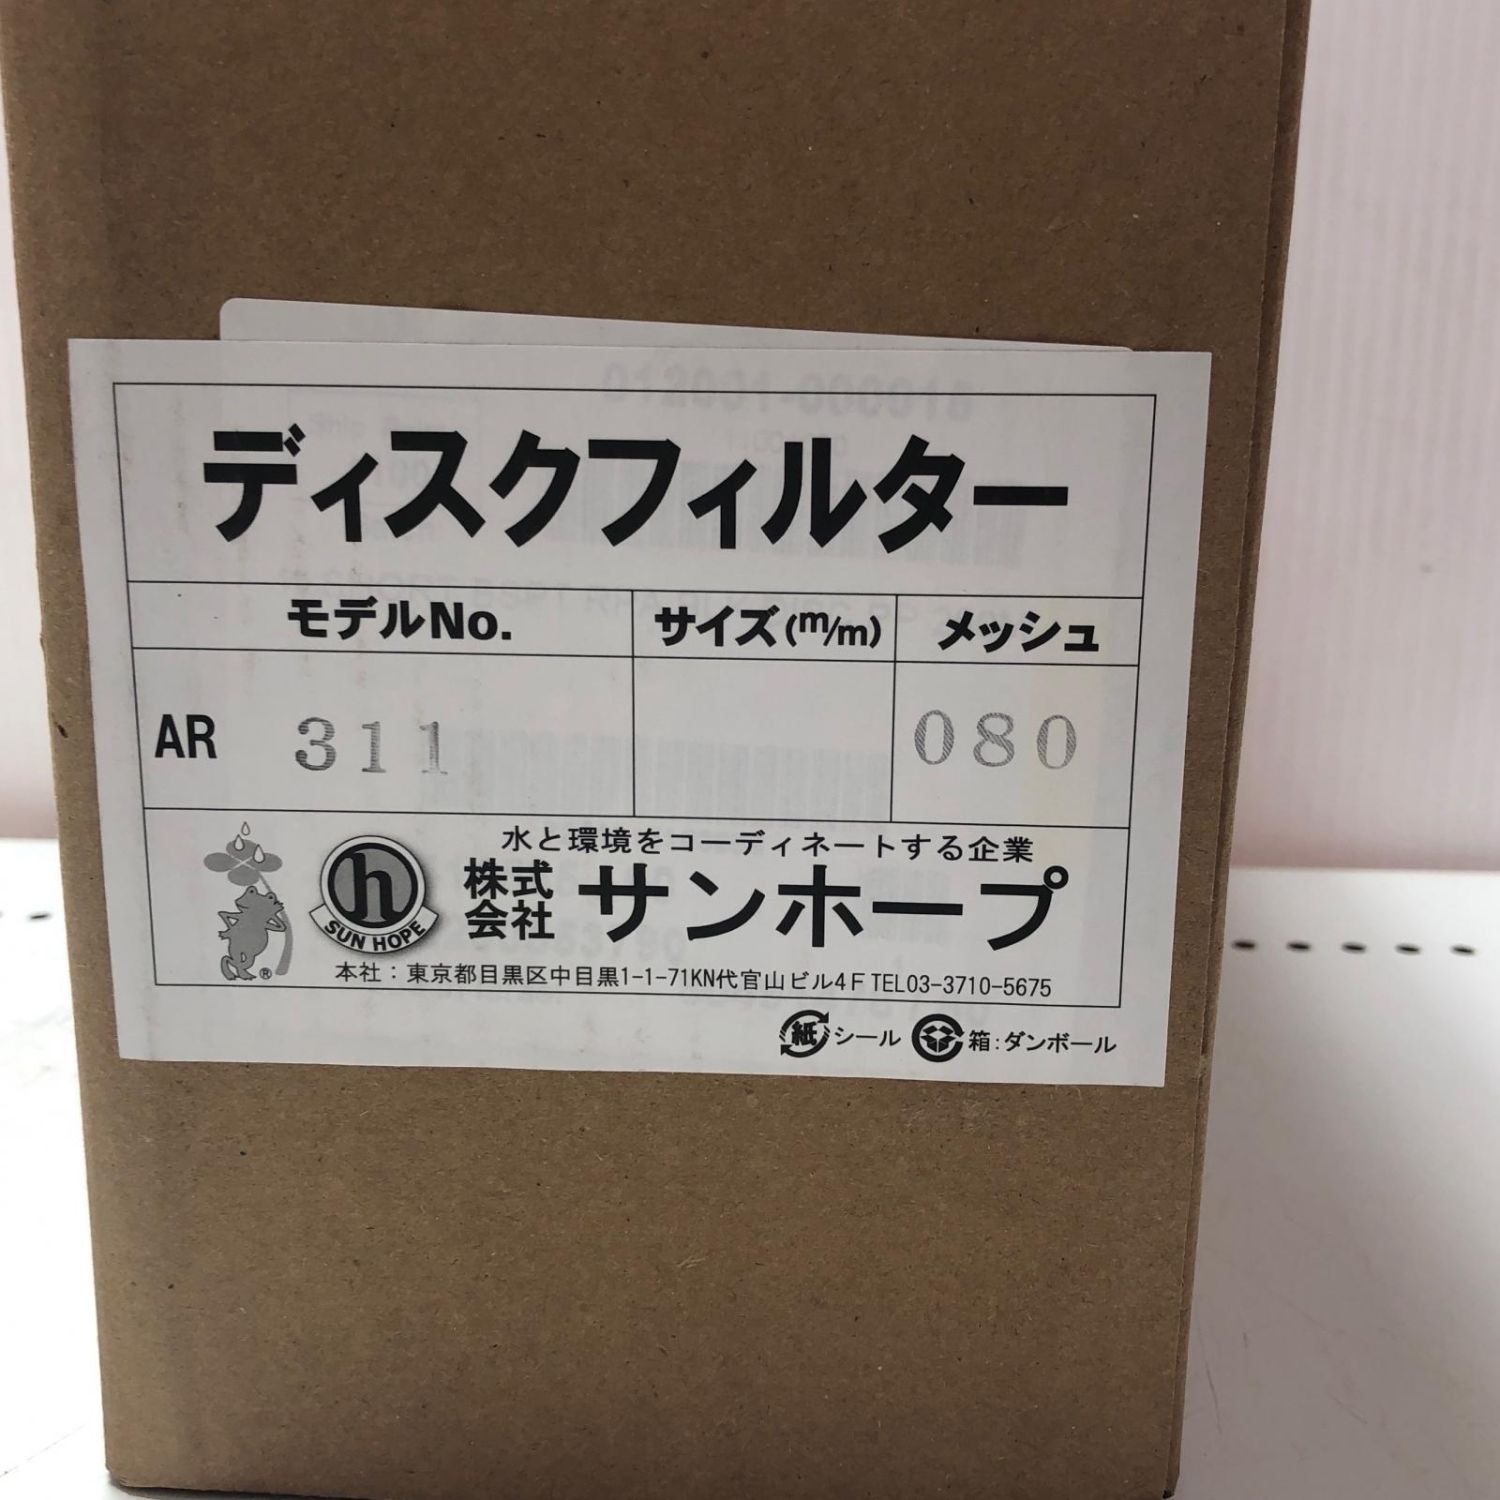 ディスクフィルター
モデルNo. サイズ(m/m) メッシュ
AR 311 080
水と環境をコーディネートする企業
h SUN HOPE 株式会社 サンホープ
®
本社：東京都目黒区中目黒1-1-71KN代官山ビル4F TEL03-3710-5675
紙 シール 箱:ダンボール